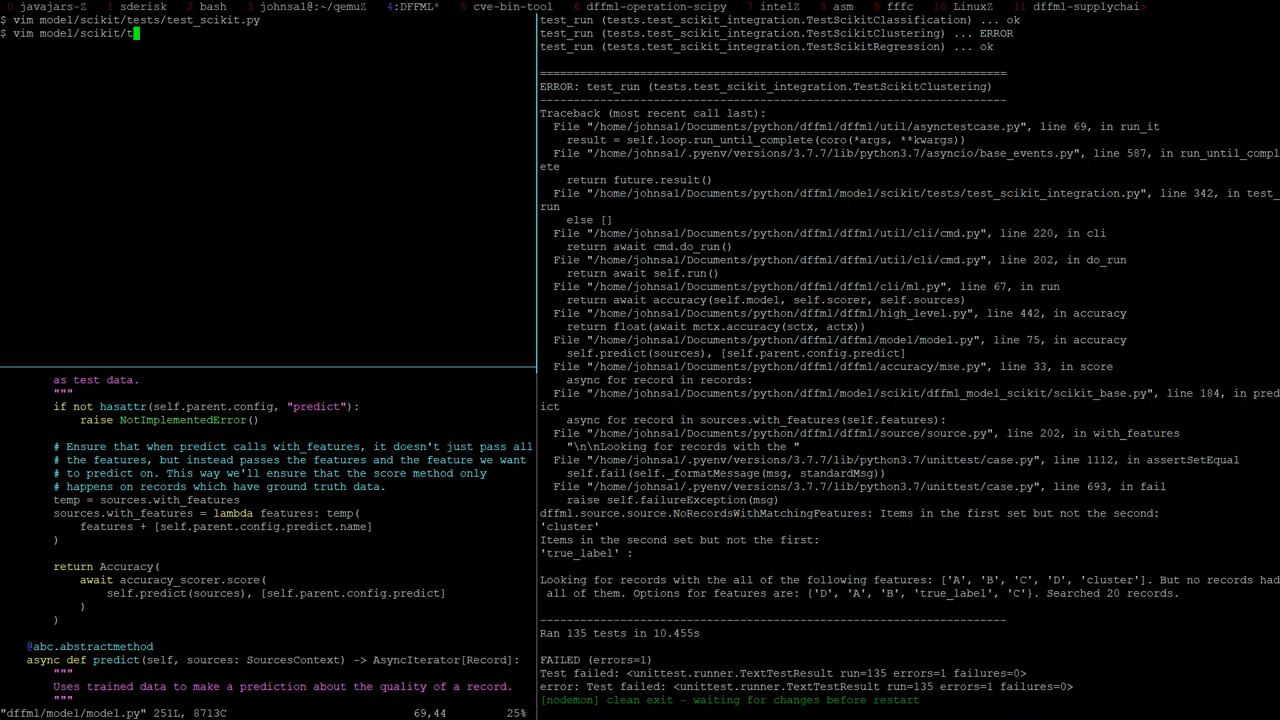 0 javajars-Z  1 sderisk  2 bash  3 johnsa1@:~/qemuZ  4:DFFML*  5 cve-bin-tool  6 dffml-operation-scipy  7 intelZ  8 asm  9 fffc  10 LinuxZ  11 dffml-supplychai>
$ vim model/scikit/tests/test_scikit.py
$ vim model/scikit/t
as test data.
"""
if not hasattr(self.parent.config, "predict"):
raise NotImplementedError()
# Ensure that when predict calls with_features, it doesn't just pass all
# the features, but instead passes the features and the feature we want
# to predict on. This way we'll ensure that the score method only
# happens on records which have ground truth data.
temp = sources.with_features
sources.with_features = lambda features: temp(
features + [self.parent.config.predict.name]
)
return Accuracy(
await accuracy_scorer.score(
self.predict(sources), [self.parent.config.predict]
)
)
@abc.abstractmethod
async def predict(self, sources: SourcesContext) -> AsyncIterator[Record]:
"""
Uses trained data to make a prediction about the quality of a record.
"""
"dffml/model/model.py" 251L, 8713C  69,44  25%
test_run (tests.test_scikit_integration.TestScikitClassification) ... ok
test_run (tests.test_scikit_integration.TestScikitClustering) ... ERROR
test_run (tests.test_scikit_integration.TestScikitRegression) ... ok
======================================================================
ERROR: test_run (tests.test_scikit_integration.TestScikitClustering)
----------------------------------------------------------------------
Traceback (most recent call last):
File "/home/johnsa1/Documents/python/dffml/dffml/util/asynctestcase.py", line 69, in run_it
result = self.loop.run_until_complete(coro(*args, **kwargs))
File "/home/johnsa1/.pyenv/versions/3.7.7/lib/python3.7/asyncio/base_events.py", line 587, in run_until_compl
ete
return future.result()
File "/home/johnsa1/Documents/python/dffml/model/scikit/tests/test_scikit_integration.py", line 342, in test_
run
else []
File "/home/johnsa1/Documents/python/dffml/dffml/util/cli/cmd.py", line 220, in cli
return await cmd.do_run()
File "/home/johnsa1/Documents/python/dffml/dffml/util/cli/cmd.py", line 202, in do_run
return await self.run()
File "/home/johnsa1/Documents/python/dffml/dffml/cli/ml.py", line 67, in run
return await accuracy(self.model, self.scorer, self.sources)
File "/home/johnsa1/Documents/python/dffml/dffml/high_level.py", line 442, in accuracy
return float(await mctx.accuracy(sctx, actx))
File "/home/johnsa1/Documents/python/dffml/dffml/model/model.py", line 75, in accuracy
self.predict(sources), [self.parent.config.predict]
File "/home/johnsa1/Documents/python/dffml/dffml/accuracy/mse.py", line 33, in score
async for record in records:
File "/home/johnsa1/Documents/python/dffml/model/scikit/dffml_model_scikit/scikit_base.py", line 184, in pred
ict
async for record in sources.with_features(self.features):
File "/home/johnsa1/Documents/python/dffml/dffml/source/source.py", line 202, in with_features
"\n\nLooking for records with the "
File "/home/johnsa1/.pyenv/versions/3.7.7/lib/python3.7/unittest/case.py", line 1112, in assertSetEqual
self.fail(self._formatMessage(msg, standardMsg))
File "/home/johnsa1/.pyenv/versions/3.7.7/lib/python3.7/unittest/case.py", line 693, in fail
raise self.failureException(msg)
dffml.source.source.NoRecordsWithMatchingFeatures: Items in the first set but not the second:
'cluster'
Items in the second set but not the first:
'true_label' :
Looking for records with the all of the following features: ['A', 'B', 'C', 'D', 'cluster']. But no records had
all of them. Options for features are: {'D', 'A', 'B', 'true_label', 'C'}. Searched 20 records.
----------------------------------------------------------------------
Ran 135 tests in 10.455s
FAILED (errors=1)
Test failed: <unittest.runner.TextTestResult run=135 errors=1 failures=0>
error: Test failed: <unittest.runner.TextTestResult run=135 errors=1 failures=0>
[nodemon] clean exit - waiting for changes before restart